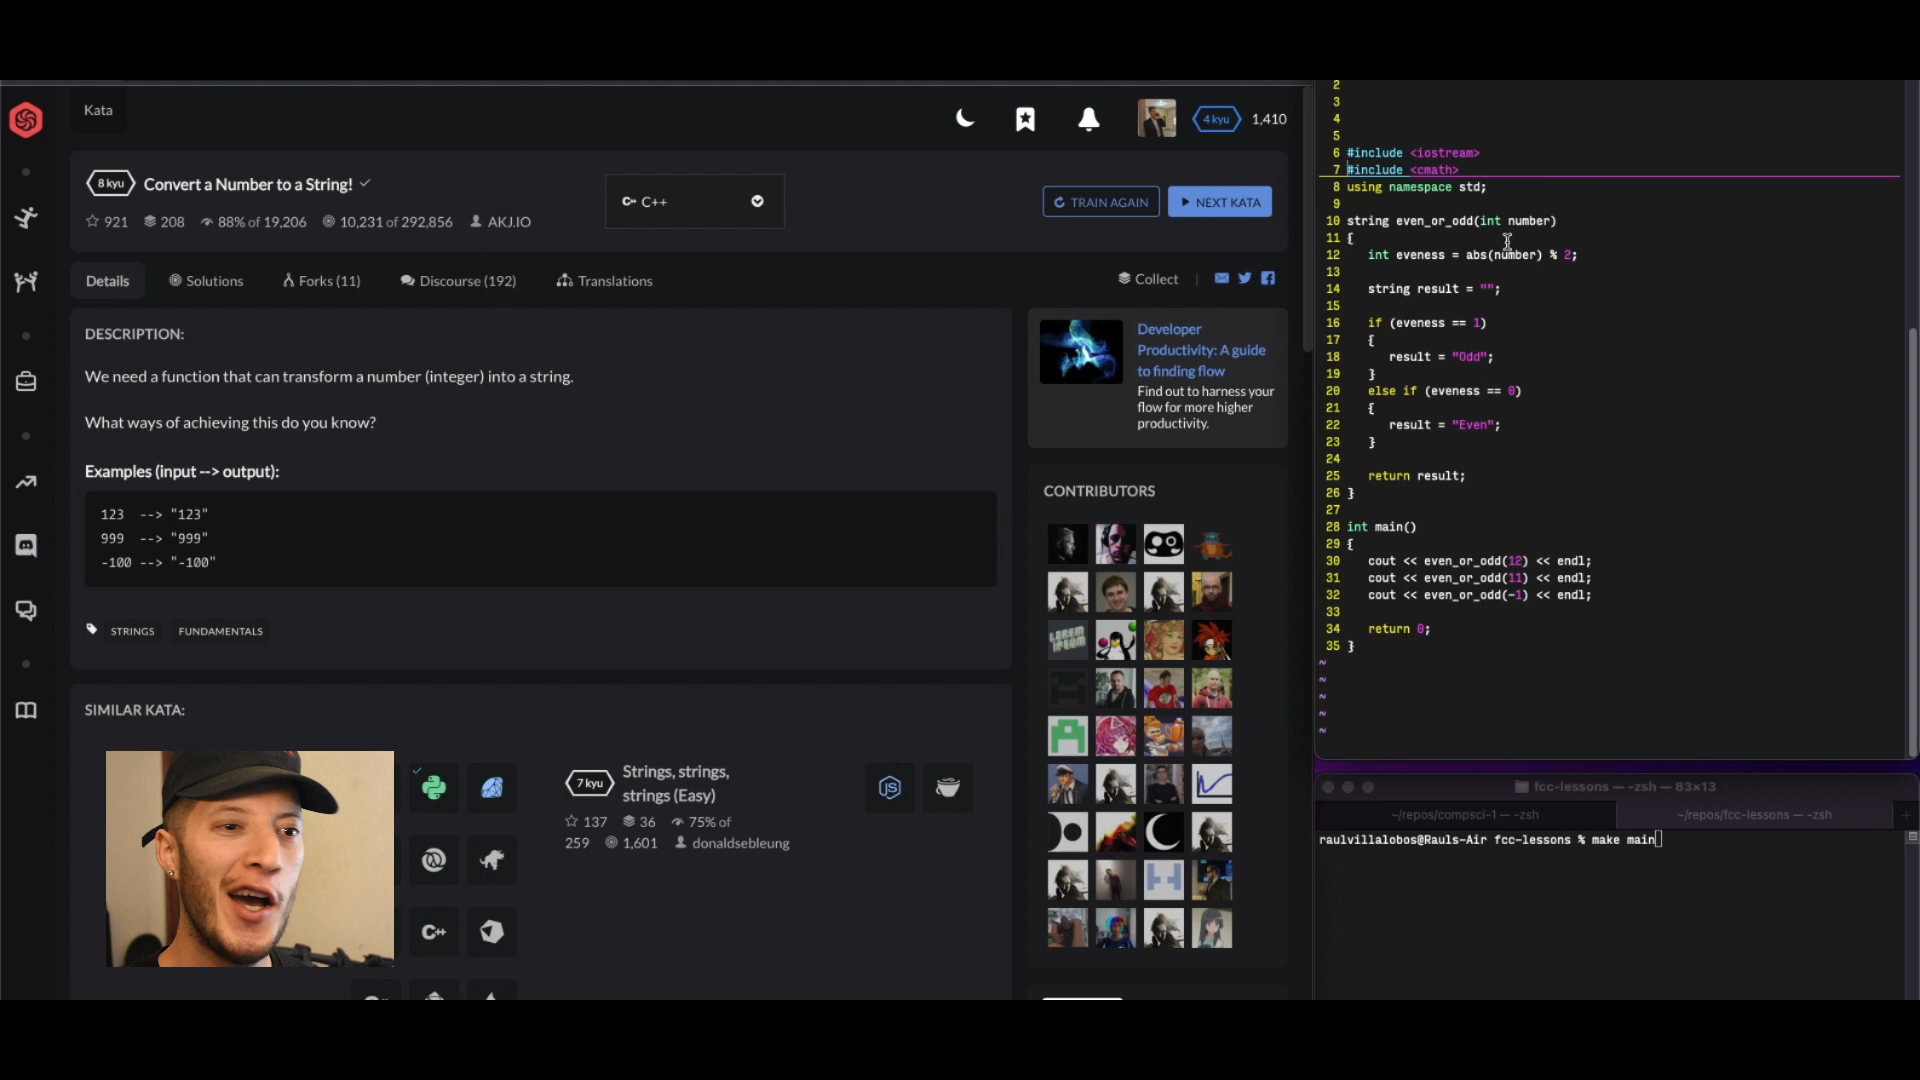 Kata
4 kyu
1,410
8 kyu
Convert a Number to a String!
921
208
88% of 19,206
10,231 of 292,856
AKJ.IO
C++
TRAIN AGAIN
NEXT KATA
Details
Solutions
Forks (11)
Discourse (192)
Translations
Collect
DESCRIPTION:
We need a function that can transform a number (integer) into a string.
What ways of achieving this do you know?
Examples (input --> output):
123  --> "123"
999  --> "999"
-100 --> "-100"
STRINGS
FUNDAMENTALS
Developer
Productivity: A guide
to finding flow
Find out to harness your
flow for more higher
productivity.
CONTRIBUTORS
LOREM
IPSUM
SIMILAR KATA:
7 kyu
Strings, strings,
strings (Easy)
137
36
75% of
259
1,601
donaldsebleung
JS
C++
2
3
4
5
6 #include <iostream>
7 #include <cmath>
8 using namespace std;
9
10 string even_or_odd(int number)
11 {
12    int eveness = abs(number) % 2;
13
14    string result = "";
15
16    if (eveness == 1)
17    {
18       result = "Odd";
19    }
20    else if (eveness == 0)
21    {
22       result = "Even";
23    }
24
25    return result;
26 }
27
28 int main()
29 {
30    cout << even_or_odd(12) << endl;
31    cout << even_or_odd(11) << endl;
32    cout << even_or_odd(-1) << endl;
33
34    return 0;
35 }
~
~
~
~
~
fcc-lessons — -zsh — 83×13
~/repos/compsci-1 — -zsh
~/repos/fcc-lessons — -zsh
raulvillalobos@Rauls-Air fcc-lessons % make main